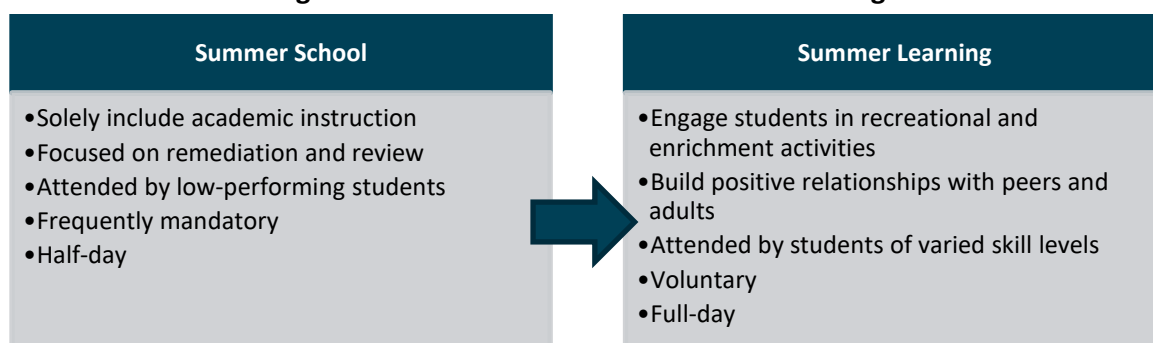 Summer School
•Solely include academic instruction
•Focused on remediation and review
•Attended by low-performing students
•Frequently mandatory
•Half-day
Summer Learning
•Engage students in recreational and
enrichment activities
•Build positive relationships with peers and
adults
•Attended by students of varied skill levels
•Voluntary
•Full-day